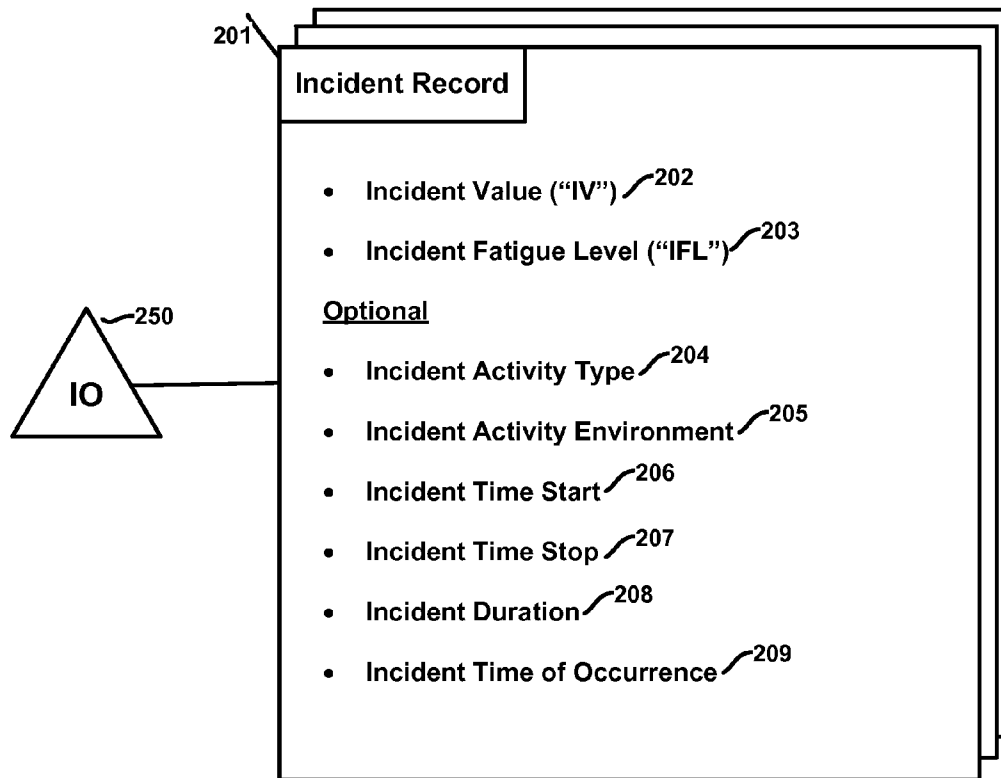 201
Incident Record
• Incident Value (“IV”) 202
• Incident Fatigue Level (“IFL”) 203
Optional
250
IO
• Incident Activity Type 204
• Incident Activity Environment 205
• Incident Time Start 206
• Incident Time Stop 207
• Incident Duration 208
• Incident Time of Occurrence 209